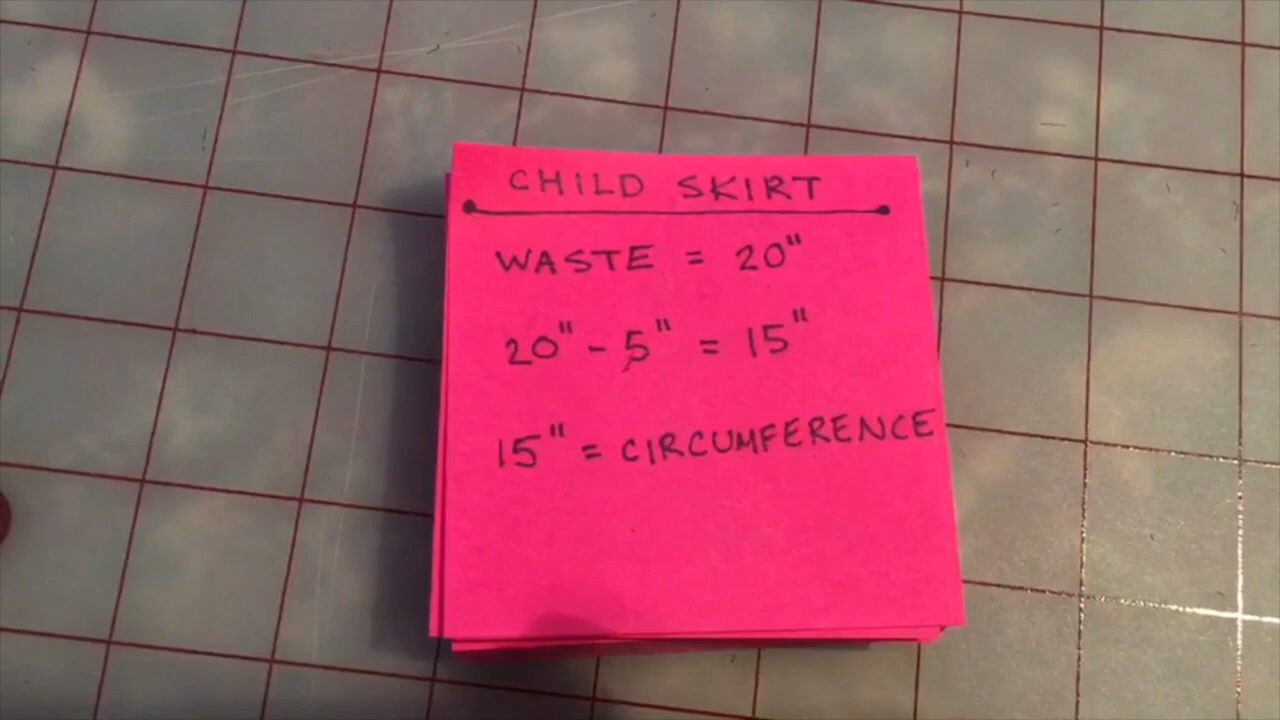 CHILD SKIRT
WASTE = 20"
20" - 5" = 15"
15" = CIRCUMFERENCE